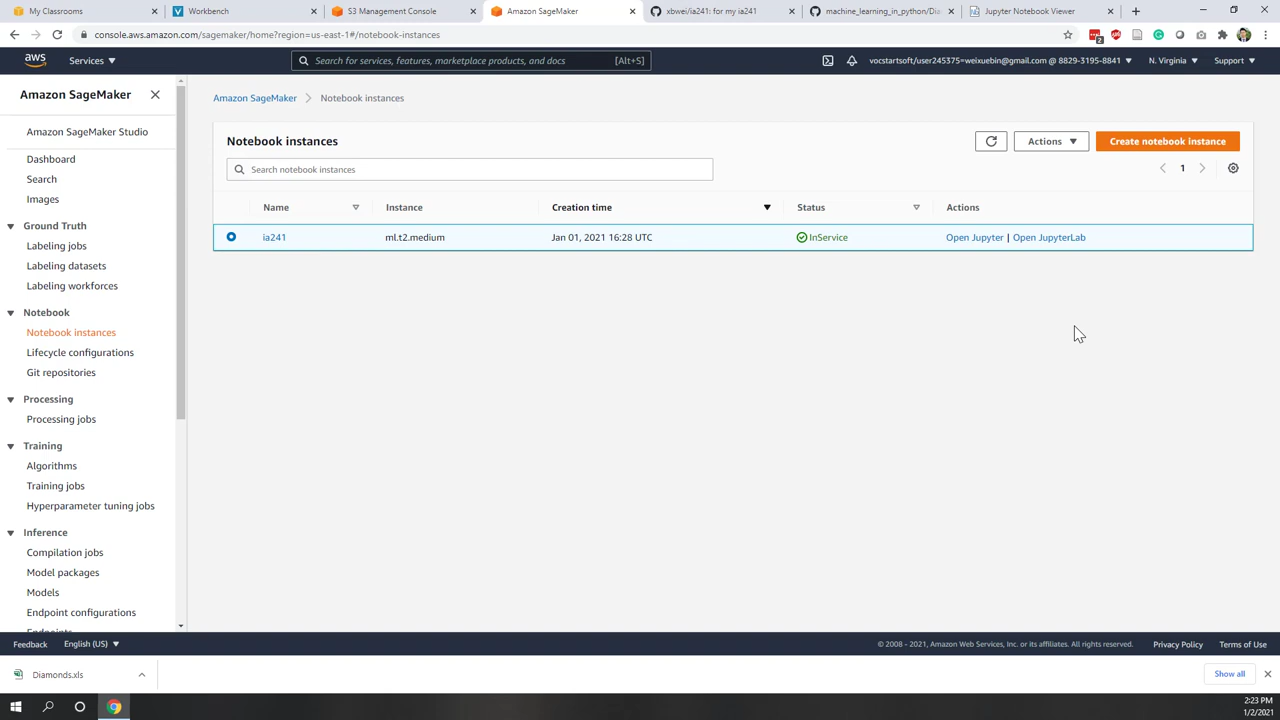 My Classrooms
Workbench
S3 Management Console
Amazon SageMaker
xbwei/ia241: for my ia241
machine_learning_in_python/Dia
Jupyter Notebook Viewer
console.aws.amazon.com/sagemaker/home?region=us-east-1#/notebook-instances
2
aws
Services
Search for services, features, marketplace products, and docs
[Alt+S]
vocstartsoft/user245375=weixuebin@gmail.com @ 8829-3195-8841
N. Virginia
Support
Amazon SageMaker
Amazon SageMaker Studio
Dashboard
Search
Images
Ground Truth
Labeling jobs
Labeling datasets
Labeling workforces
Notebook
Notebook instances
Lifecycle configurations
Git repositories
Processing
Processing jobs
Training
Algorithms
Training jobs
Hyperparameter tuning jobs
Inference
Compilation jobs
Model packages
Models
Endpoint configurations
Endpoints
Amazon SageMaker
Notebook instances
Notebook instances
Actions
Create notebook instance
Search notebook instances
1
Name
Instance
Creation time
Status
Actions
ia241
ml.t2.medium
Jan 01, 2021 16:28 UTC
InService
Open Jupyter | Open JupyterLab
Feedback
English (US)
© 2008 - 2021, Amazon Web Services, Inc. or its affiliates. All rights reserved.
Privacy Policy
Terms of Use
Diamonds.xls
Show all
2:23 PM
1/2/2021